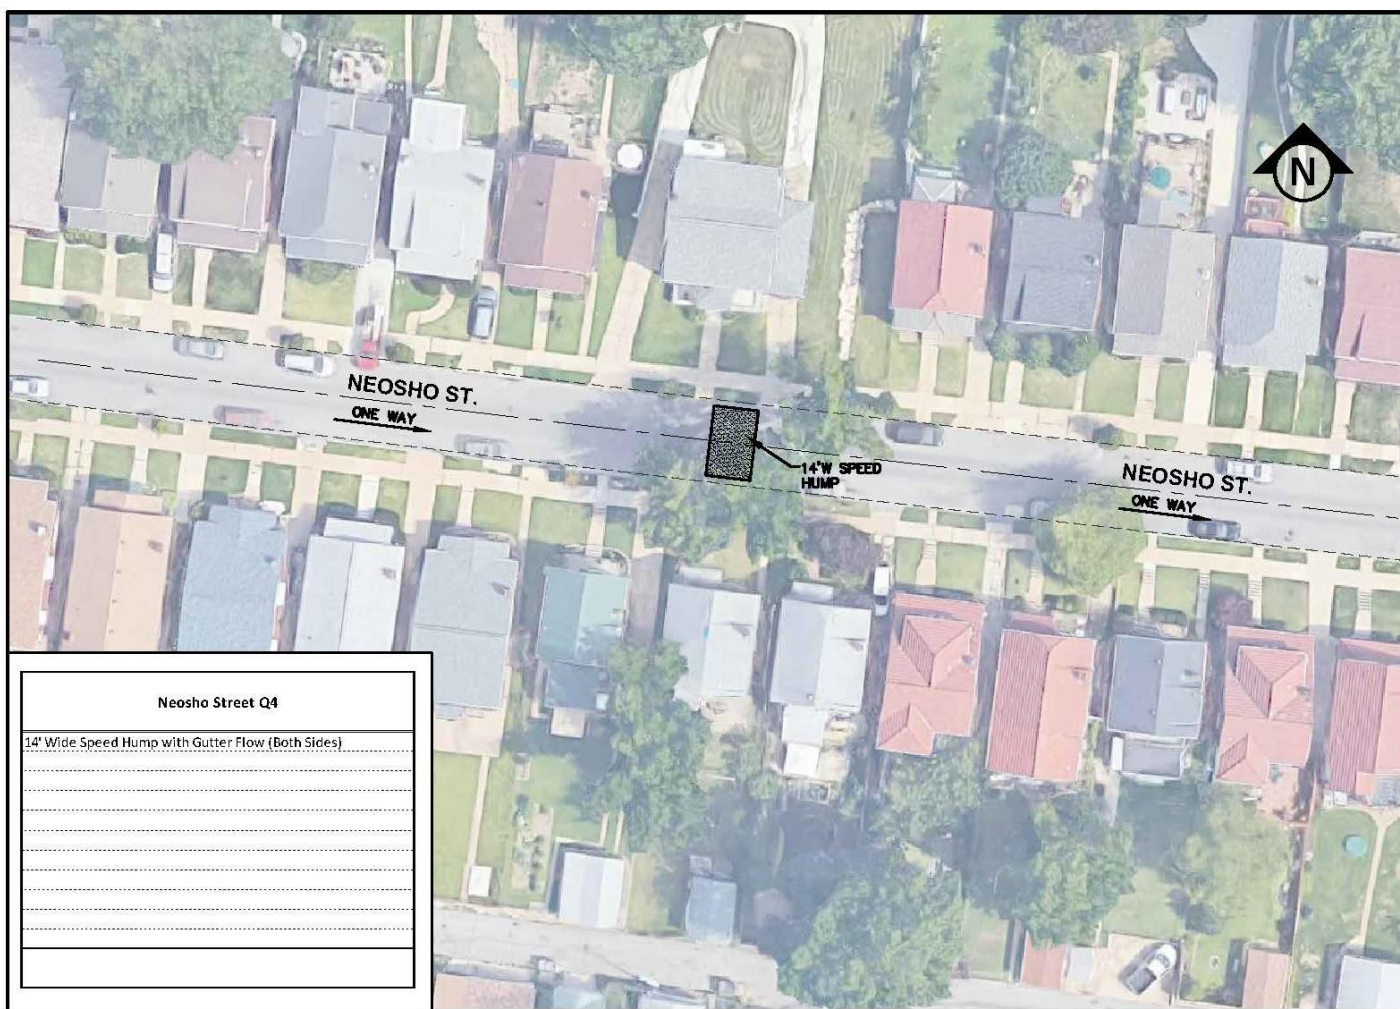 N
NEOSHO ST.
ONE WAY
14'W SPEED
HUMP
NEOSHO ST.
ONE WAY
Neosho Street Q4
14' Wide Speed Hump with Gutter Flow (Both Sides)